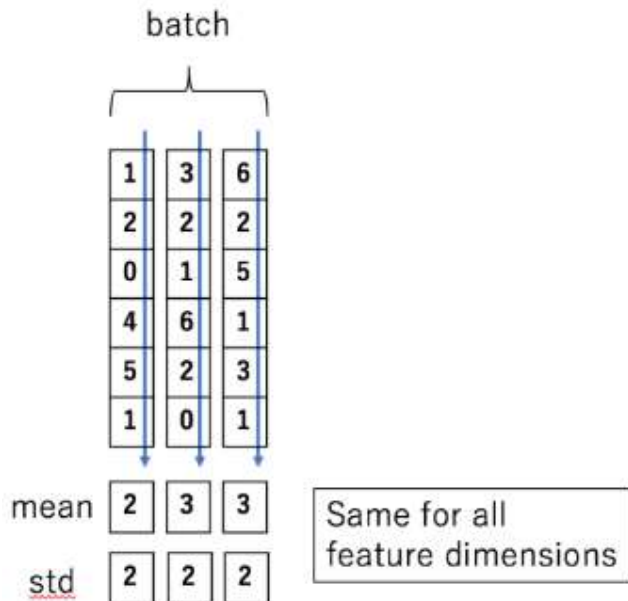 batch
1 3 6
2 2 2
0 1 5
4 6 1
5 2 3
1 0 1
mean 2 3 3
Same for all
feature dimensions
std 2 2 2